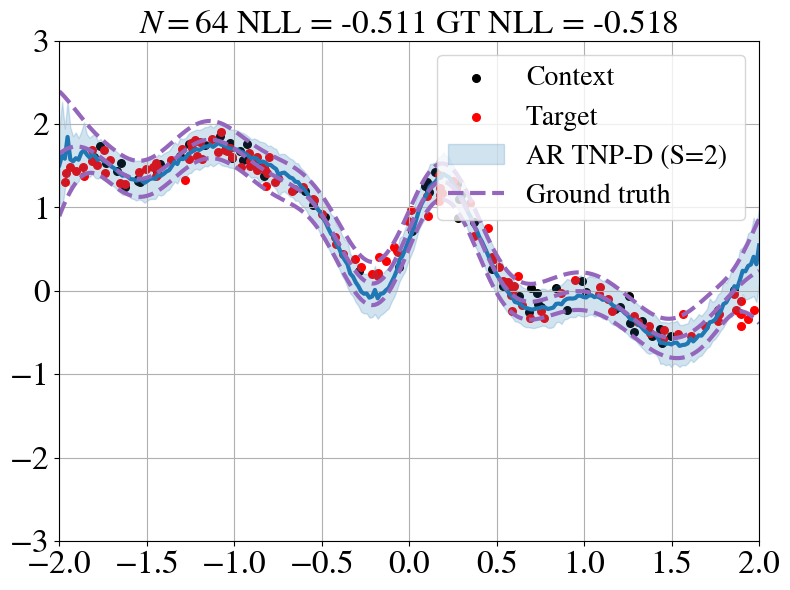 N = 64 NLL = -0.511 GT NLL = -0.518
3
2
1
0
−1
−2
−3
Context
Target
AR TNP-D (S=2)
Ground truth
−2.0 −1.5 −1.0 −0.5 0.0 0.5 1.0 1.5 2.0